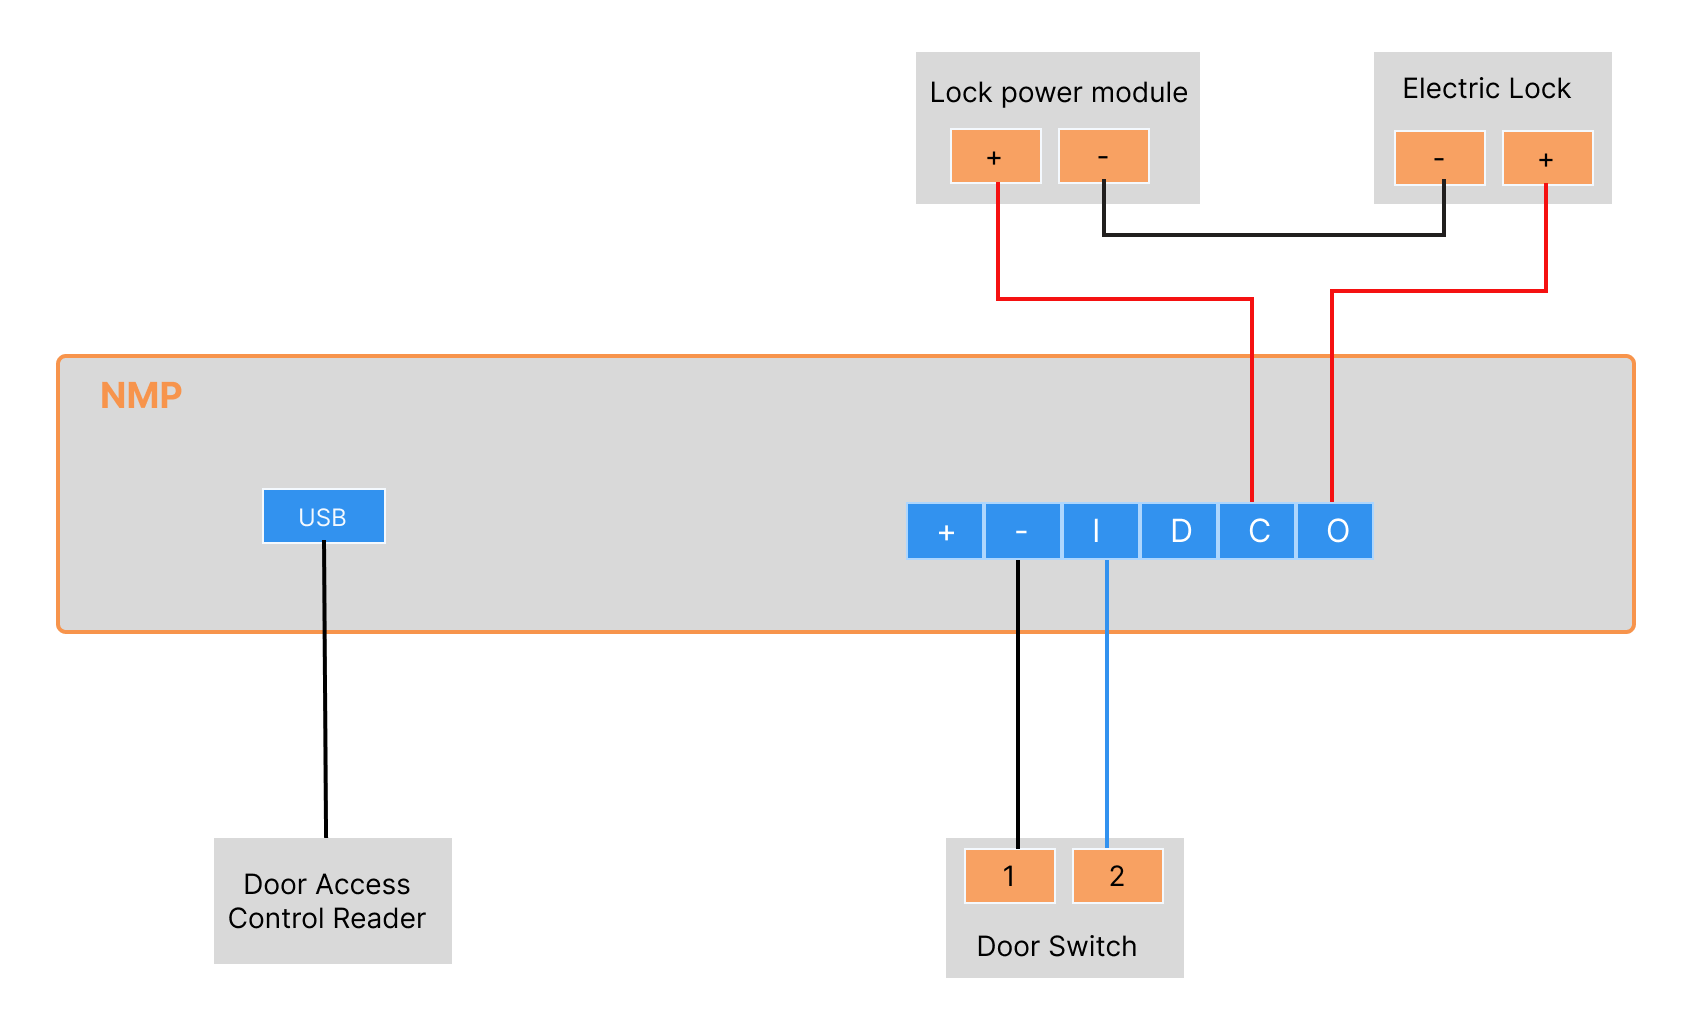 Lock power module
+ -
Electric Lock
- +
NMP
USB
+ - I D C O
Door Access
Control Reader
1 2
Door Switch